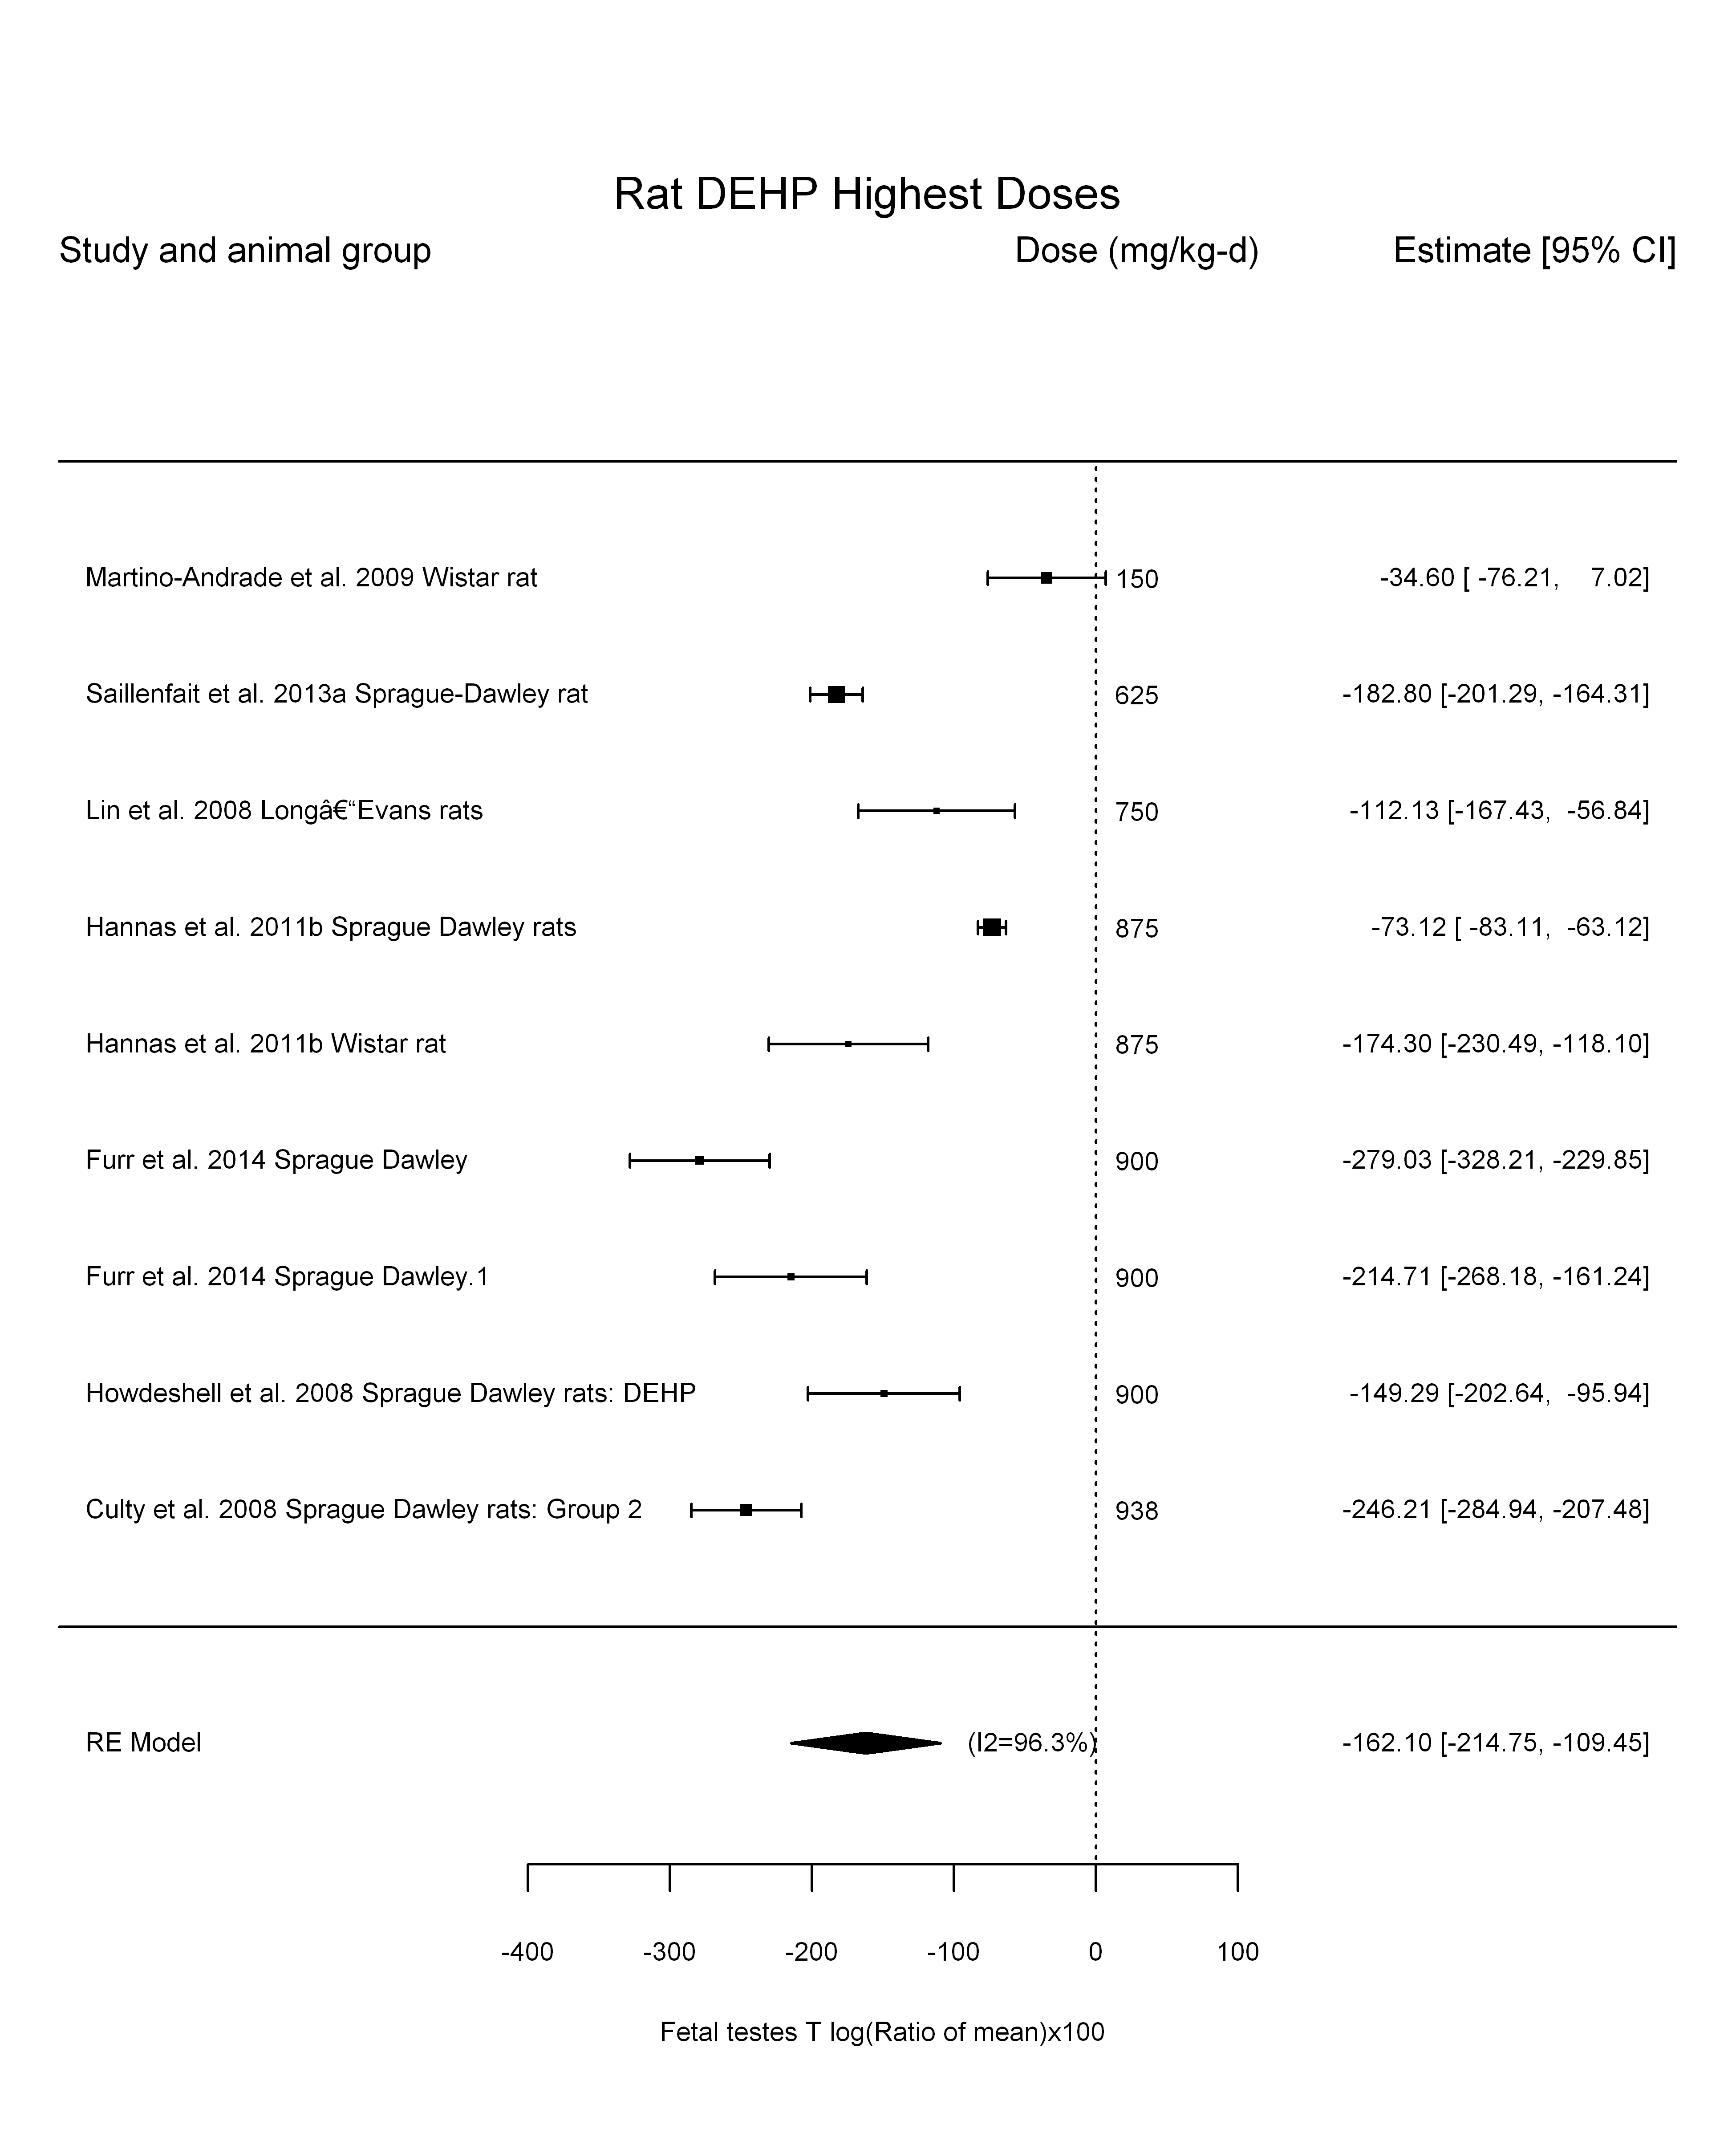 Rat DEHP Highest Doses
Study and animal group Dose (mg/kg-d) Estimate [95% CI]
Martino-Andrade et al. 2009 Wistar rat 150 -34.60 [ -76.21, 7.02]
Saillenfait et al. 2013a Sprague-Dawley rat 625 -182.80 [-201.29, -164.31]
Lin et al. 2008 Longâ€“Evans rats 750 -112.13 [-167.43, -56.84]
Hannas et al. 2011b Sprague Dawley rats 875 -73.12 [ -83.11, -63.12]
Hannas et al. 2011b Wistar rat 875 -174.30 [-230.49, -118.10]
Furr et al. 2014 Sprague Dawley 900 -279.03 [-328.21, -229.85]
Furr et al. 2014 Sprague Dawley.1 900 -214.71 [-268.18, -161.24]
Howdeshell et al. 2008 Sprague Dawley rats: DEHP 900 -149.29 [-202.64, -95.94]
Culty et al. 2008 Sprague Dawley rats: Group 2 938 -246.21 [-284.94, -207.48]
RE Model (I2=96.3%) -162.10 [-214.75, -109.45]
-400 -300 -200 -100 0 100
Fetal testes T log(Ratio of mean)x100